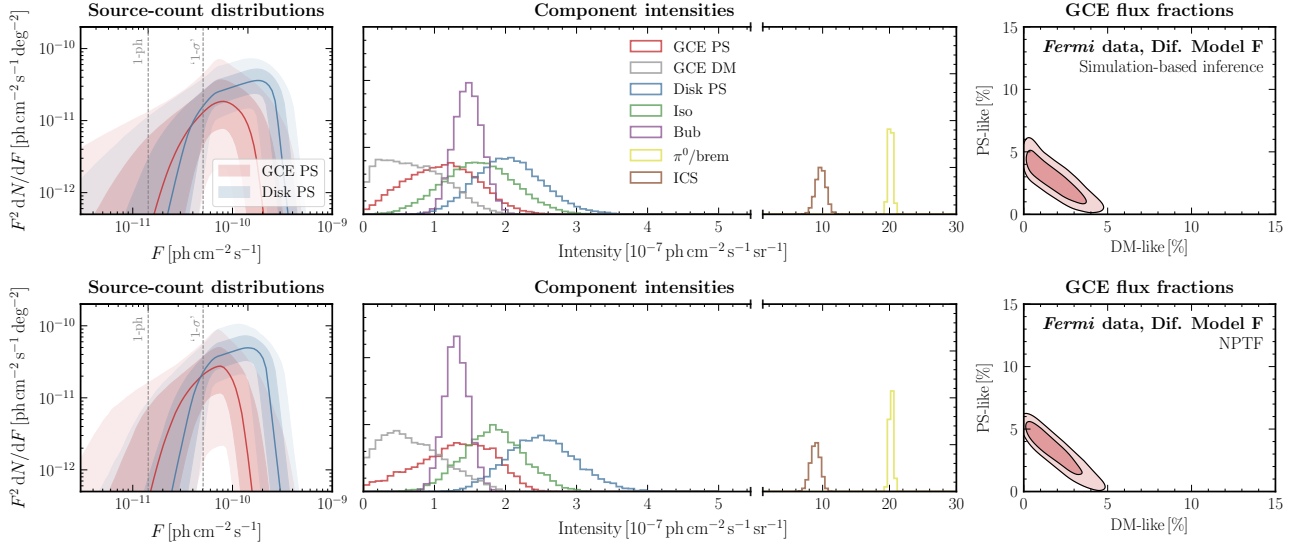 Source-count distributions
Component intensities
GCE flux fractions
F² dN/dF [ph cm⁻² s⁻¹ deg⁻²]
10⁻¹⁰
10⁻¹¹
10⁻¹²
1-ph
‘1-σ’
GCE PS
Disk PS
10⁻¹¹ 10⁻¹⁰ 10⁻⁹
F [ph cm⁻² s⁻¹]
GCE PS
GCE DM
Disk PS
Iso
Bub
π⁰/brem
ICS
0 1 2 3 4 5 10 20 30
Intensity [10⁻⁷ ph cm⁻² s⁻¹ sr⁻¹]
Fermi data, Dif. Model F
Simulation-based inference
PS-like [%]
15
10
5
0
0 5 10 15
DM-like [%]
Source-count distributions
Component intensities
GCE flux fractions
F² dN/dF [ph cm⁻² s⁻¹ deg⁻²]
10⁻¹⁰
10⁻¹¹
10⁻¹²
1-ph
‘1-σ’
10⁻¹¹ 10⁻¹⁰ 10⁻⁹
F [ph cm⁻² s⁻¹]
0 1 2 3 4 5 10 20 30
Intensity [10⁻⁷ ph cm⁻² s⁻¹ sr⁻¹]
Fermi data, Dif. Model F
NPTF
PS-like [%]
15
10
5
0
0 5 10 15
DM-like [%]